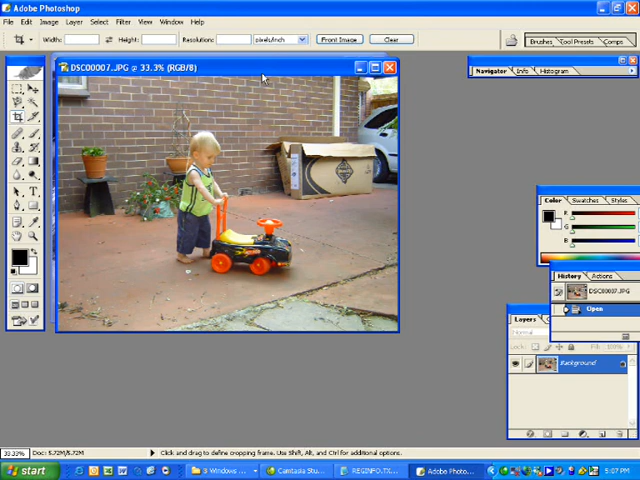 Adobe Photoshop
File Edit Image Layer Select Filter View Window Help
Width: Height: Resolution: pixels/inch Front Image Clear Brushes Tool Presets Comps
DSC00007.JPG @ 33.3% (RGB/8)
Navigator Info Histogram
Color Swatches Styles
R
G
B
History Actions
DSC00007.JPG
Open
Layers
Normal
Lock: Fill: 100%
Background
33.33% Doc: 5.72M/5.72M Click and drag to define cropping frame. Use Shift, Alt, and Ctrl for additional options.
start 3 Windows ... Camtasia Stu... REGINFO.TX... Adobe Photo... 5:07 PM